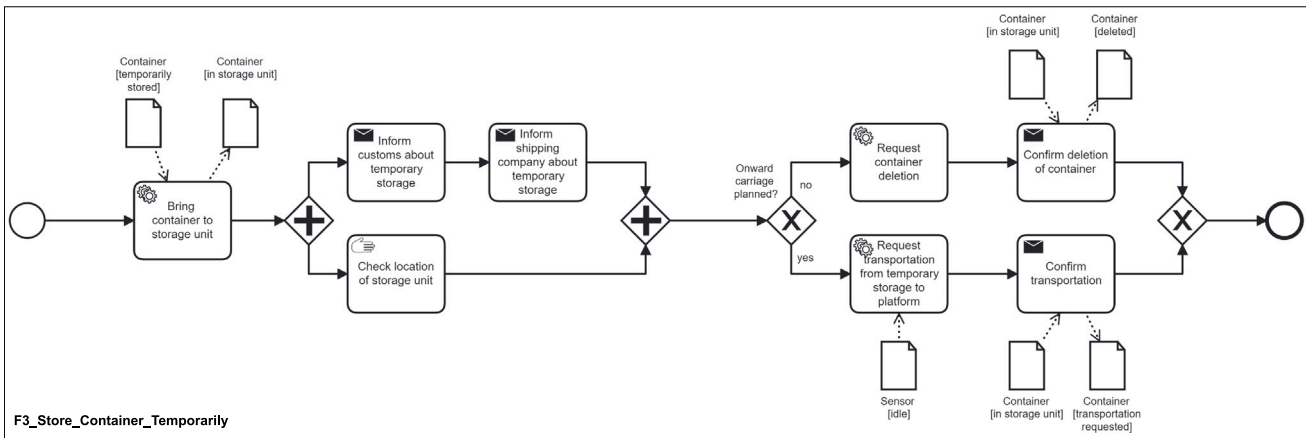 Container
[temporarily
stored]
Container
[in storage unit]
Bring
container to
storage unit
Inform
customs about
temporary
storage
Inform
shipping
company about
temporary
storage
Check location
of storage unit
Onward
carriage
planned?
no
yes
Request
container
deletion
Container
[in storage unit]
Container
[deleted]
Confirm deletion
of container
Request
transportation
from temporary
storage to
platform
Confirm
transportation
Sensor
[idle]
Container
[in storage unit]
Container
[transportation
requested]
F3_Store_Container_Temporarily